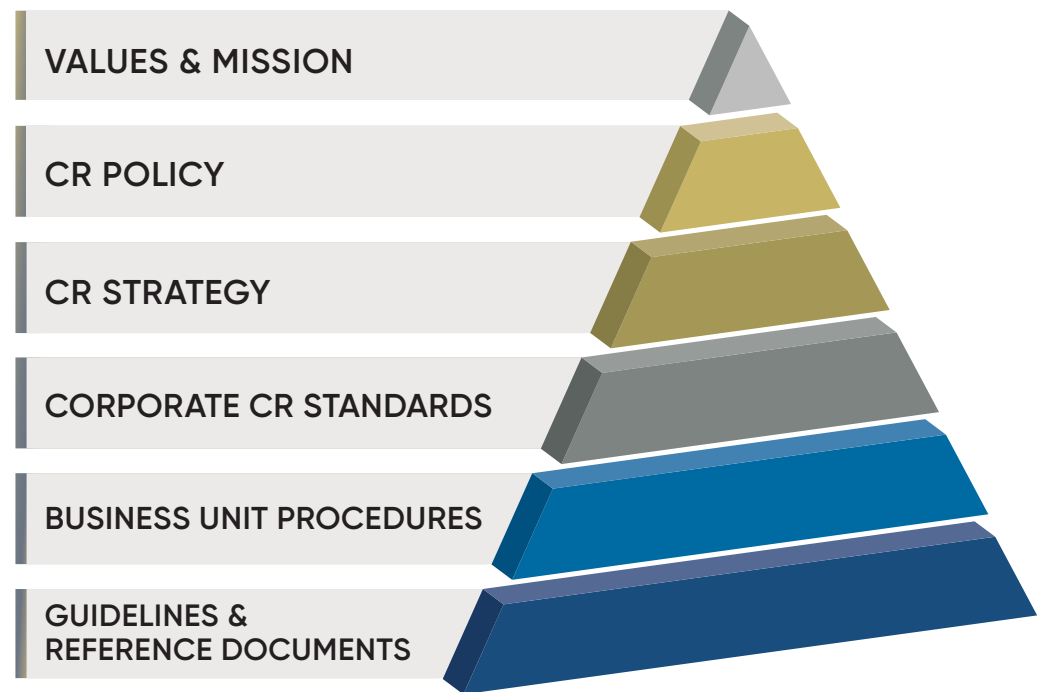 VALUES & MISSION
CR POLICY
CR STRATEGY
CORPORATE CR STANDARDS
BUSINESS UNIT PROCEDURES
GUIDELINES &
REFERENCE DOCUMENTS